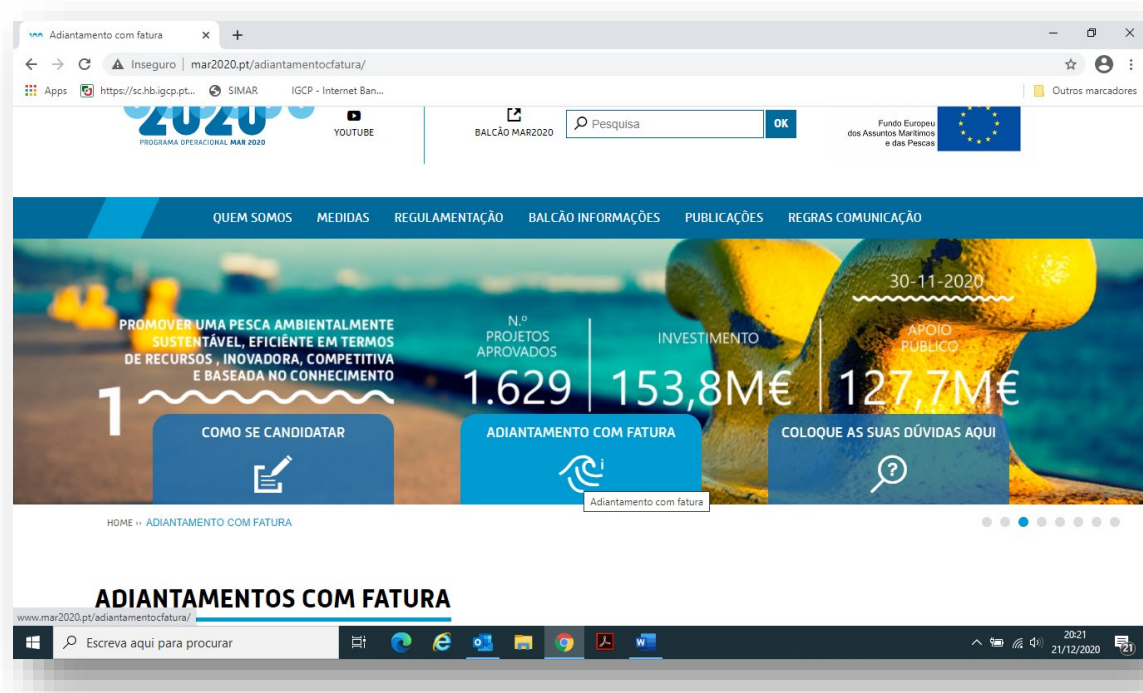 Adiantamento com fatura
Inseguro | mar2020.pt/adiantamentocfatura/
Apps https://sc.hb.igcp.pt... SIMAR IGCP - Internet Ban... Outros marcadores
2020
PROGRAMA OPERACIONAL MAR 2020
YOUTUBE
BALCÃO MAR2020
Pesquisa
OK
Fundo Europeu
dos Assuntos Marítimos
e das Pescas
QUEM SOMOS MEDIDAS REGULAMENTAÇÃO BALCÃO INFORMAÇÕES PUBLICAÇÕES REGRAS COMUNICAÇÃO
30-11-2020
1
PROMOVER UMA PESCA AMBIENTALMENTE
SUSTENTÁVEL, EFICIÊNTE EM TERMOS
DE RECURSOS , INOVADORA, COMPETITIVA
E BASEADA NO CONHECIMENTO
N.º
PROJETOS
APROVADOS
1.629
INVESTIMENTO
153,8M€
APOIO
PÚBLICO
127,7M€
COMO SE CANDIDATAR
ADIANTAMENTO COM FATURA
COLOQUE AS SUAS DÚVIDAS AQUI
Adiantamento com fatura
HOME ›› ADIANTAMENTO COM FATURA
ADIANTAMENTOS COM FATURA
www.mar2020.pt/adiantamentocfatura/
Escreva aqui para procurar
20:21
21/12/2020
21